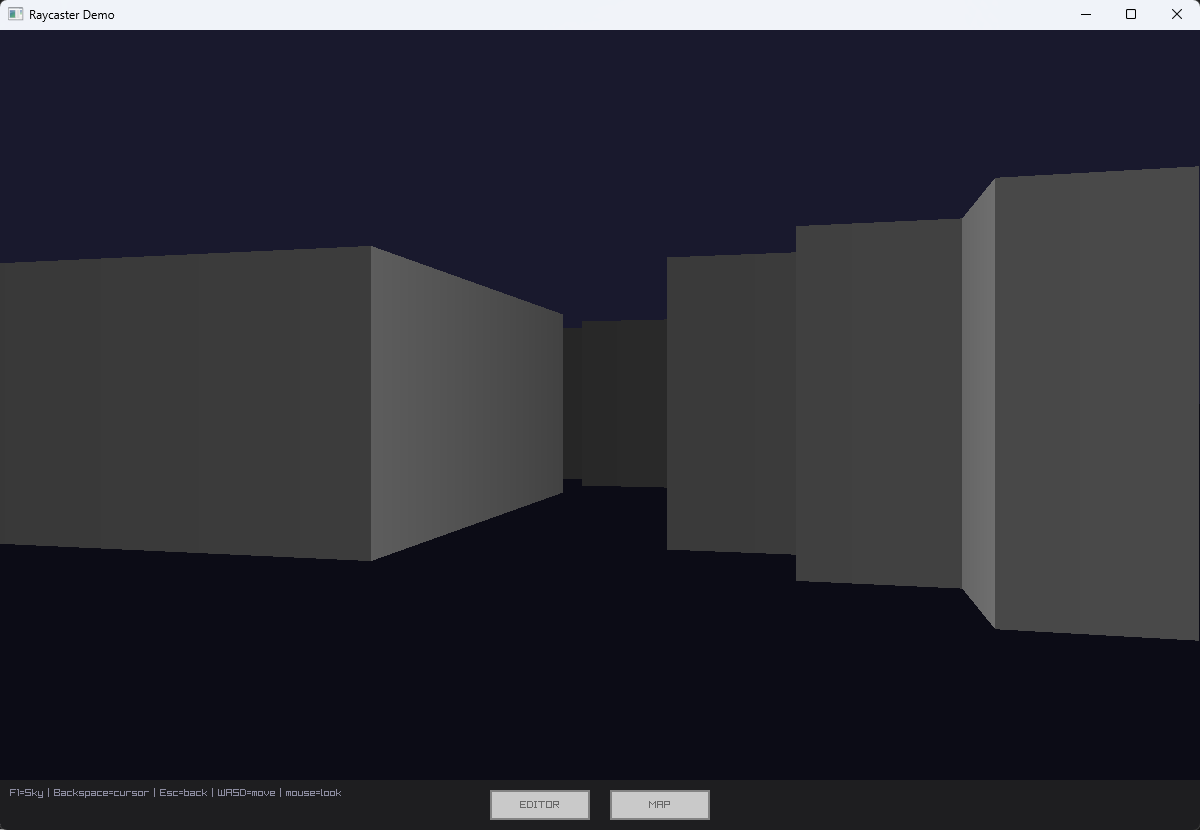 Raycaster Demo
F1=Sky | Backspace=cursor | Esc=back | WASD=move | mouse=look
EDITOR
MAP